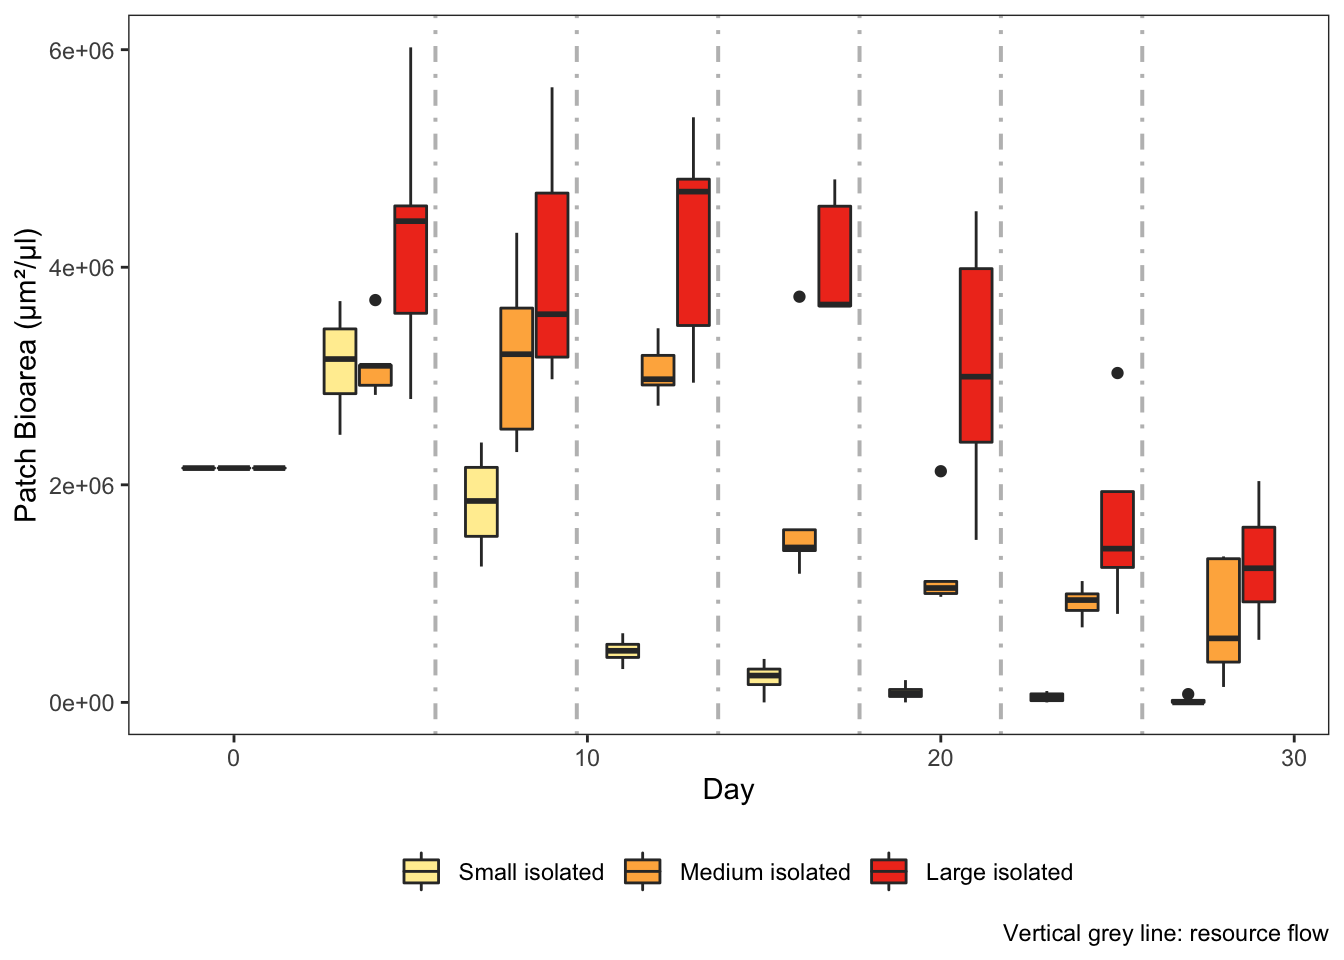 6e+06
4e+06
2e+06
0e+00
Patch Bioarea (µm²/µl)
0 10 20 30
Day
Small isolated Medium isolated Large isolated
Vertical grey line: resource flow